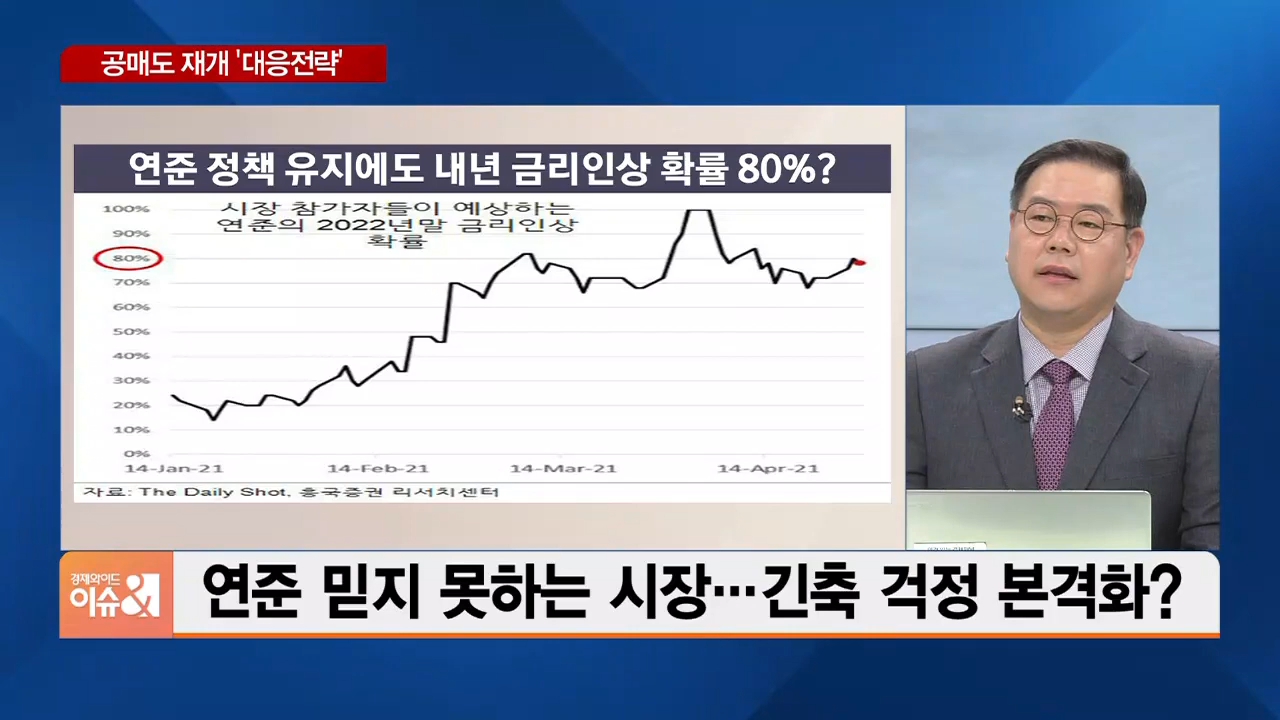 공매도 재개 '대응전략'
연준 정책 유지에도 내년 금리인상 확률 80%?
시장 참가자들이 예상하는
연준의 2022년말 금리인상
확률
100%
90%
80%
70%
60%
50%
40%
30%
20%
10%
0%
14-Jan-21
14-Feb-21
14-Mar-21
14-Apr-21
자료: The Daily Shot, 흥국증권 리서치센터
경제와이드
이슈&
연준 믿지 못하는 시장…긴축 걱정 본격화?